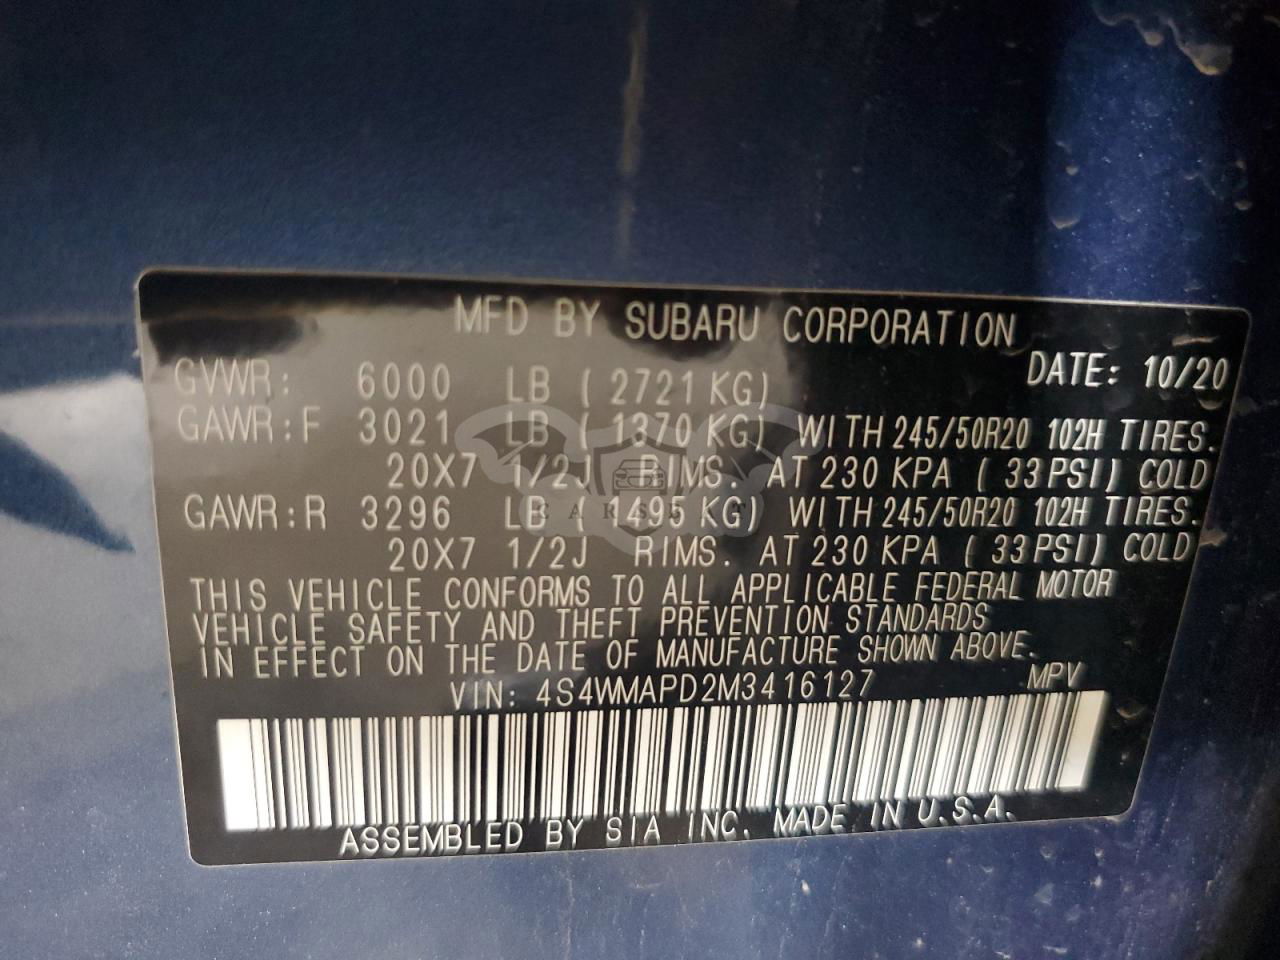 MFD BY SUBARU CORPORATION
DATE: 10/20
GVWR: 6000 LB (2721 KG)
GAWR:F 3021 LB (1370 KG) WITH 245/50R20 102H TIRES.
20X7 1/2J RIMS. AT 230 KPA (33PSI) COLD
GAWR:R 3296 LB (1495 KG) WITH 245/50R20 102H TIRES.
20X7 1/2J RIMS. AT 230 KPA (33PSI) COLD
THIS VEHICLE CONFORMS TO ALL APPLICABLE FEDERAL MOTOR
VEHICLE SAFETY AND THEFT PREVENTION STANDARDS
IN EFFECT ON THE DATE OF MANUFACTURE SHOWN ABOVE.
VIN: 4S4WMAPD2M3416127 MPV
ASSEMBLED BY SIA INC. MADE IN U.S.A.